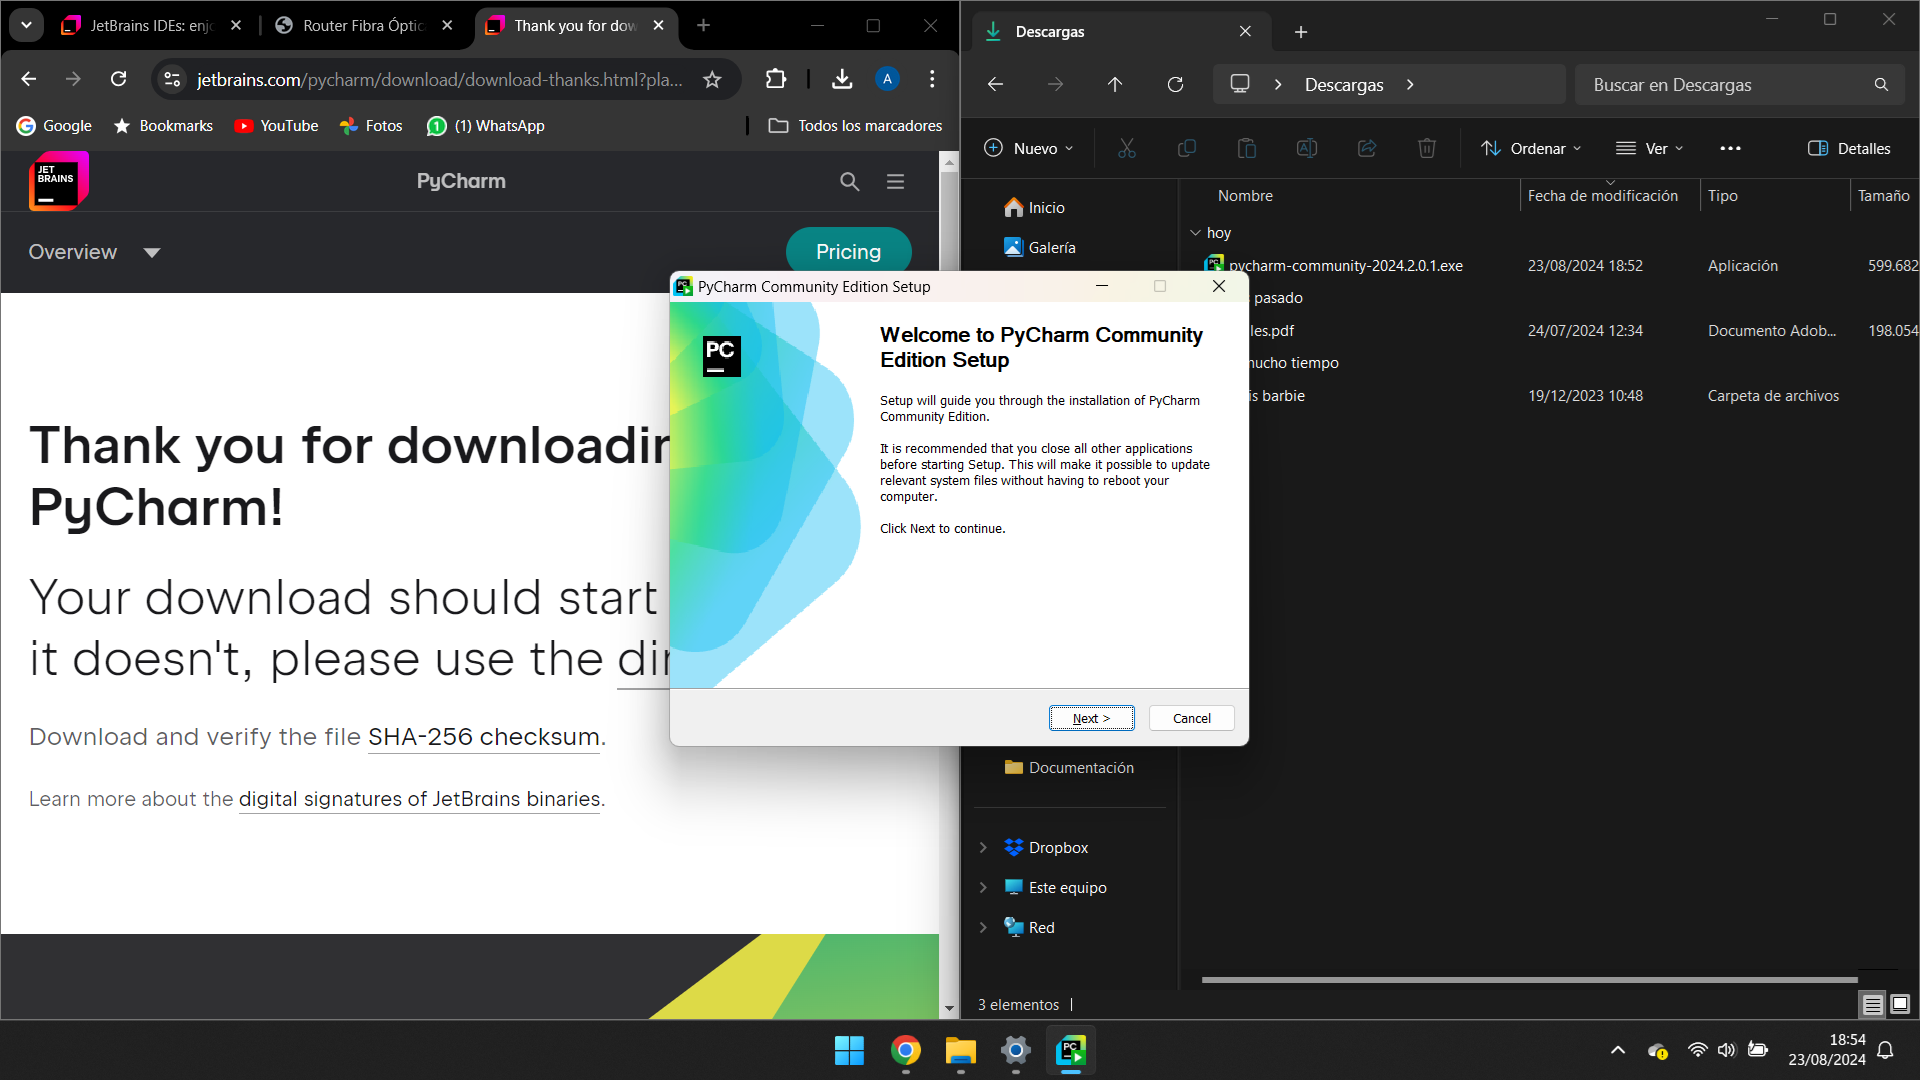 JetBrains IDEs: enjo
Router Fibra Óptic
Thank you for dow
jetbrains.com/pycharm/download/download-thanks.html?pla...
A
Google
Bookmarks
YouTube
Fotos
(1) WhatsApp
Todos los marcadores
JET BRAINS
PyCharm
Overview
Pricing
Thank you for downloadin
PyCharm!
Your download should start
it doesn't, please use the dir
Download and verify the file SHA-256 checksum.
Learn more about the digital signatures of JetBrains binaries.
PyCharm Community Edition Setup
PC
Welcome to PyCharm Community
Edition Setup
Setup will guide you through the installation of PyCharm
Community Edition.
It is recommended that you close all other applications
before starting Setup. This will make it possible to update
relevant system files without having to reboot your
computer.
Click Next to continue.
Next >
Cancel
Descargas
Descargas
Buscar en Descargas
Nuevo
Ordenar
Ver
Detalles
Inicio
Galería
Documentación
Dropbox
Este equipo
Red
Nombre
Fecha de modificación
Tipo
Tamaño
hoy
pycharm-community-2024.2.0.1.exe
23/08/2024 18:52
Aplicación
599.682
pasado
les.pdf
24/07/2024 12:34
Documento Adob...
198.054
mucho tiempo
is barbie
19/12/2023 10:48
Carpeta de archivos
3 elementos
18:54
23/08/2024